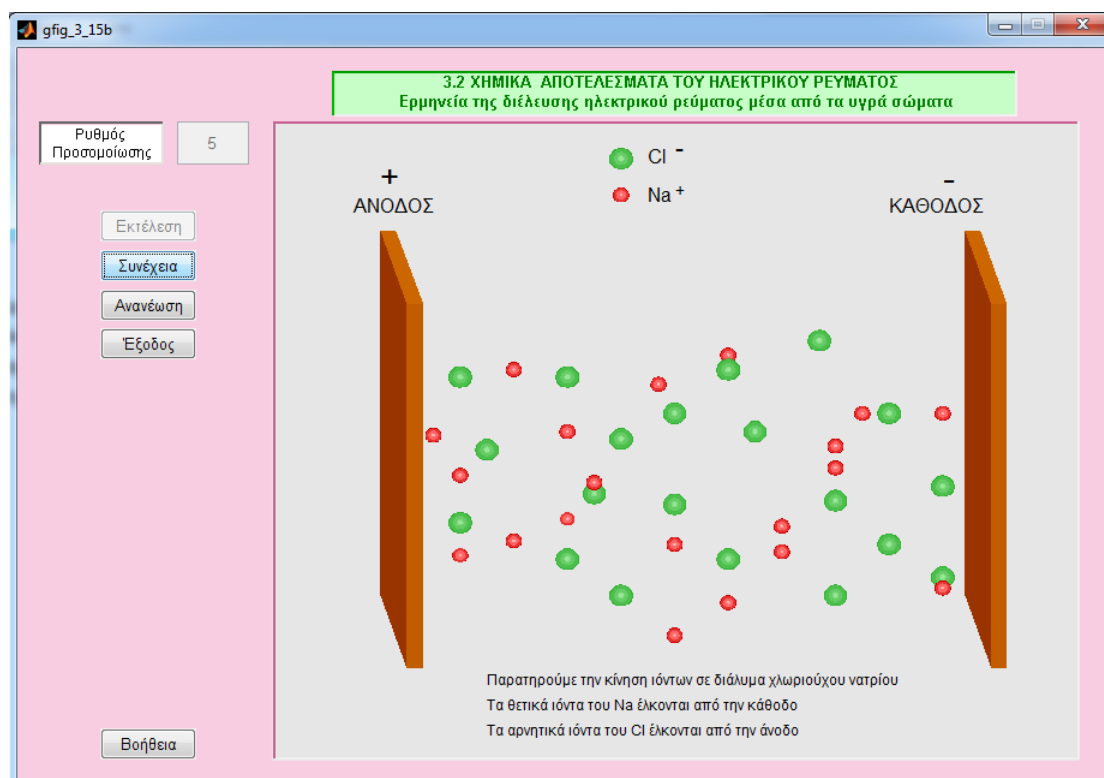 gfig_3_15b
3.2 ΧΗΜΙΚΑ ΑΠΟΤΕΛΕΣΜΑΤΑ ΤΟΥ ΗΛΕΚΤΡΙΚΟΥ ΡΕΥΜΑΤΟΣ
Ερμηνεία της διέλευσης ηλεκτρικού ρεύματος μέσα από τα υγρά σώματα
Ρυθμός
Προσομοίωσης
5
Εκτέλεση
Συνέχεια
Ανανέωση
Έξοδος
Βοήθεια
Cl -
Na +
+
ΑΝΟΔΟΣ
-
ΚΑΘΟΔΟΣ
Παρατηρούμε την κίνηση ιόντων σε διάλυμα χλωριούχου νατρίου
Τα θετικά ιόντα του Na έλκονται από την κάθοδο
Τα αρνητικά ιόντα του Cl έλκονται από την άνοδο